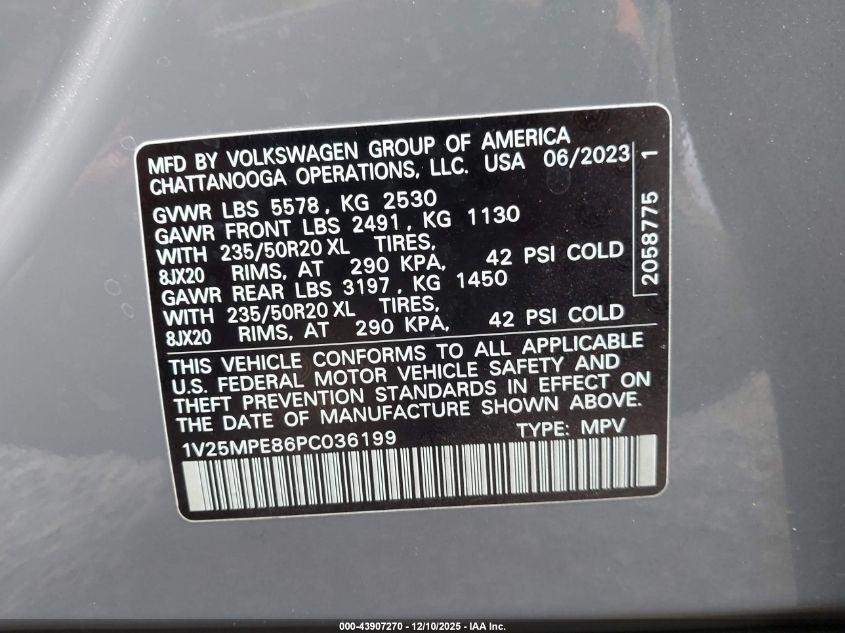 MFD BY VOLKSWAGEN GROUP OF AMERICA
CHATTANOOGA OPERATIONS, LLC. USA 06/2023
GVWR LBS 5578, KG 2530
GAWR FRONT LBS 2491, KG 1130
WITH 235/50R20 XL TIRES,
8JX20 RIMS, AT 290 KPA, 42 PSI COLD
GAWR REAR LBS 3197, KG 1450
WITH 235/50R20 XL TIRES,
8JX20 RIMS, AT 290 KPA, 42 PSI COLD
2058775 1
THIS VEHICLE CONFORMS TO ALL APPLICABLE
U.S. FEDERAL MOTOR VEHICLE SAFETY AND
THEFT PREVENTION STANDARDS IN EFFECT ON
THE DATE OF MANUFACTURE SHOWN ABOVE.
1V25MPE86PC036199 TYPE: MPV
000-43907270 - 12/10/2025 - IAA Inc.